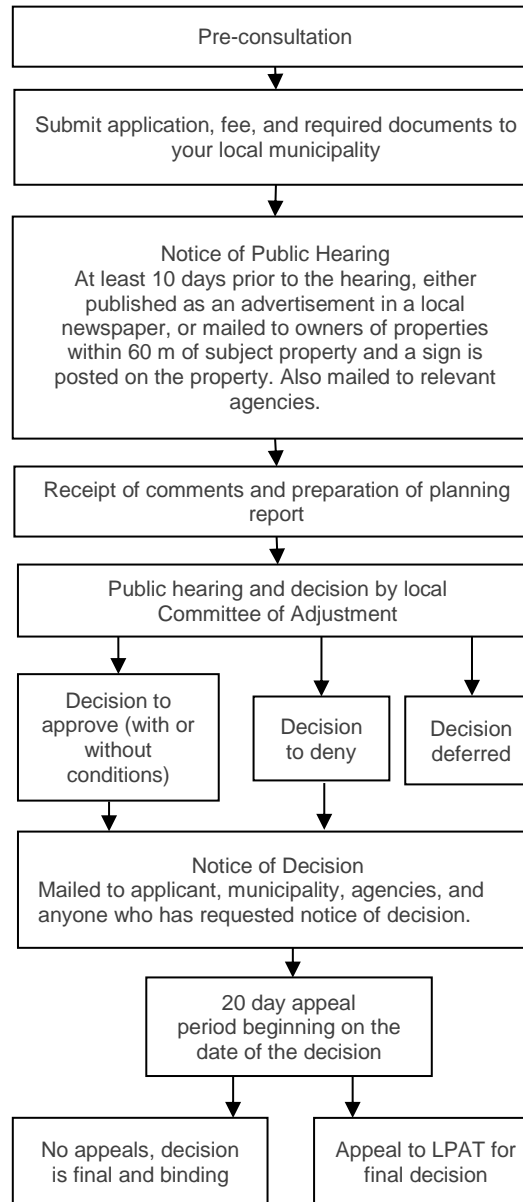 Pre-consultation
Submit application, fee, and required documents to
your local municipality
Notice of Public Hearing
At least 10 days prior to the hearing, either
published as an advertisement in a local
newspaper, or mailed to owners of properties
within 60 m of subject property and a sign is
posted on the property. Also mailed to relevant
agencies.
Receipt of comments and preparation of planning
report
Public hearing and decision by local
Committee of Adjustment
Decision to
approve (with or
without
conditions)
Decision
to deny
Decision
deferred
Notice of Decision
Mailed to applicant, municipality, agencies, and
anyone who has requested notice of decision.
20 day appeal
period beginning on the
date of the decision
No appeals, decision
is final and binding
Appeal to LPAT for
final decision